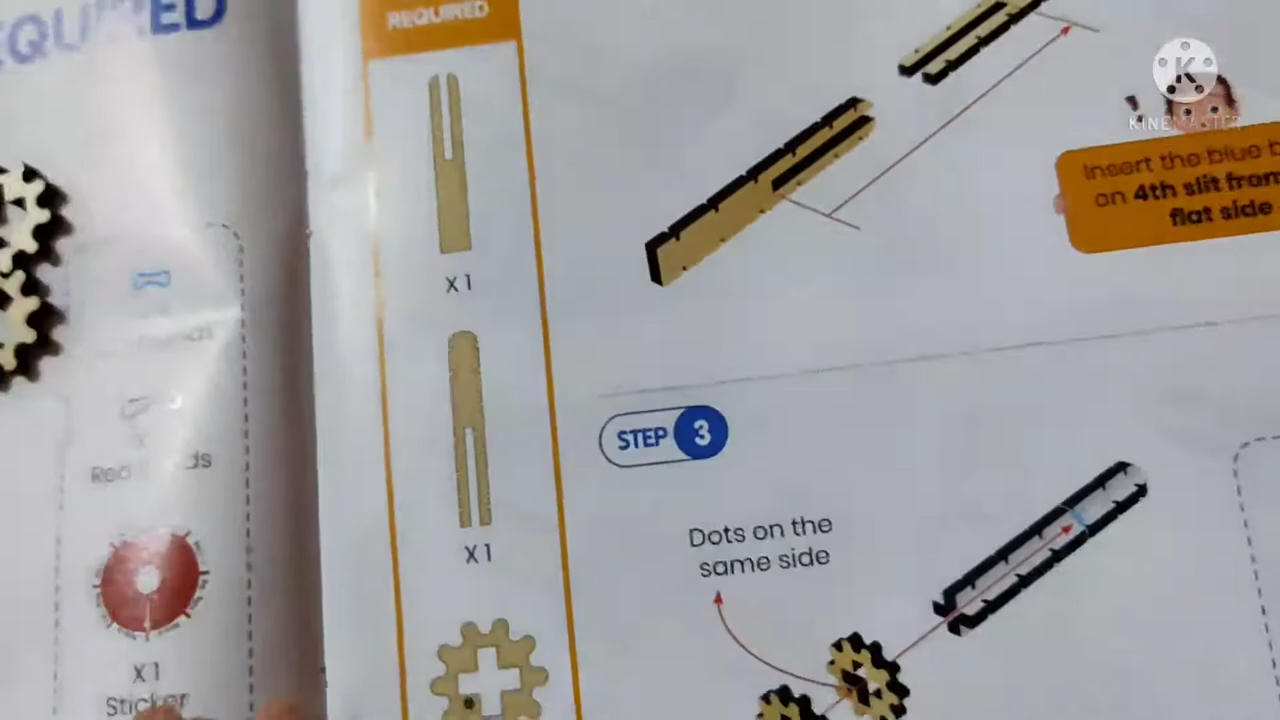 REQUIRED
X1
X1
X1
Sticker
Insert the blue
on 4th slit from
flat side
STEP 3
Dots on the
same side
K
KINEMASTER